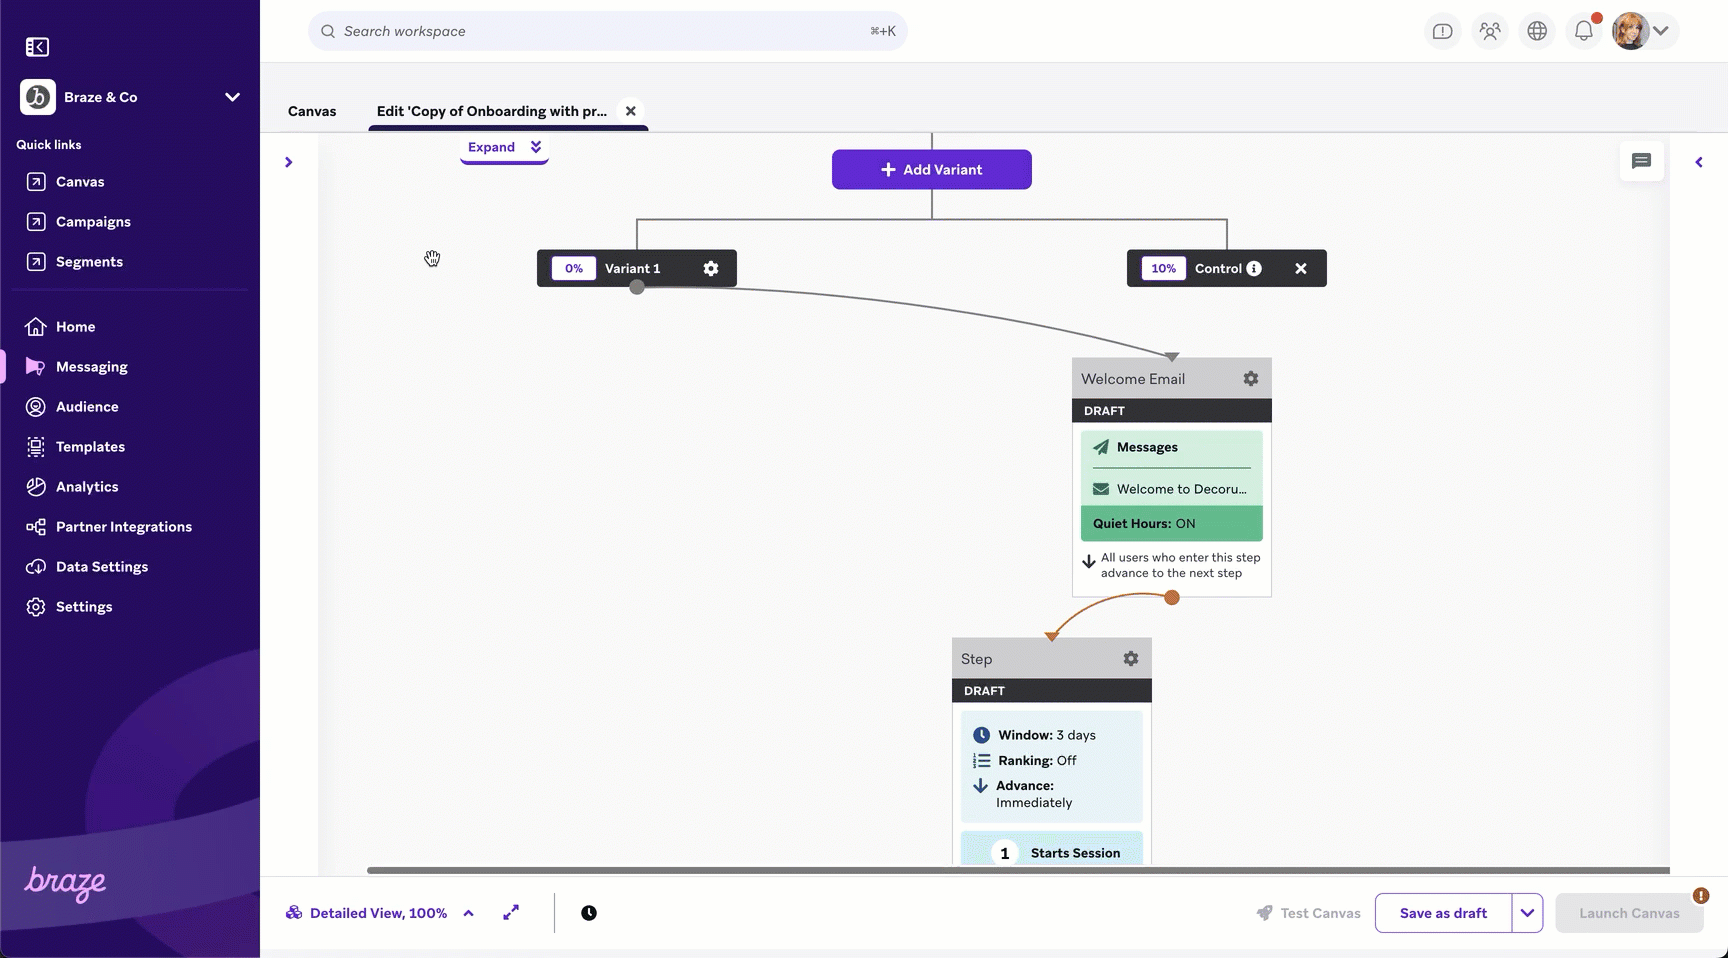 Search workspace
⌘+K
Braze & Co
Quick links
Canvas
Campaigns
Segments
Home
Messaging
Audience
Templates
Analytics
Partner Integrations
Data Settings
Settings
braze
Canvas
Edit 'Copy of Onboarding with pr...
Expand
Add Variant
0%
Variant 1
10%
Control
Welcome Email
DRAFT
Messages
Welcome to Decoru...
Quiet Hours: ON
All users who enter this step
advance to the next step
Step
DRAFT
Window: 3 days
Ranking: Off
Advance:
Immediately
1
Starts Session
Detailed View, 100%
Test Canvas
Save as draft
Launch Canvas